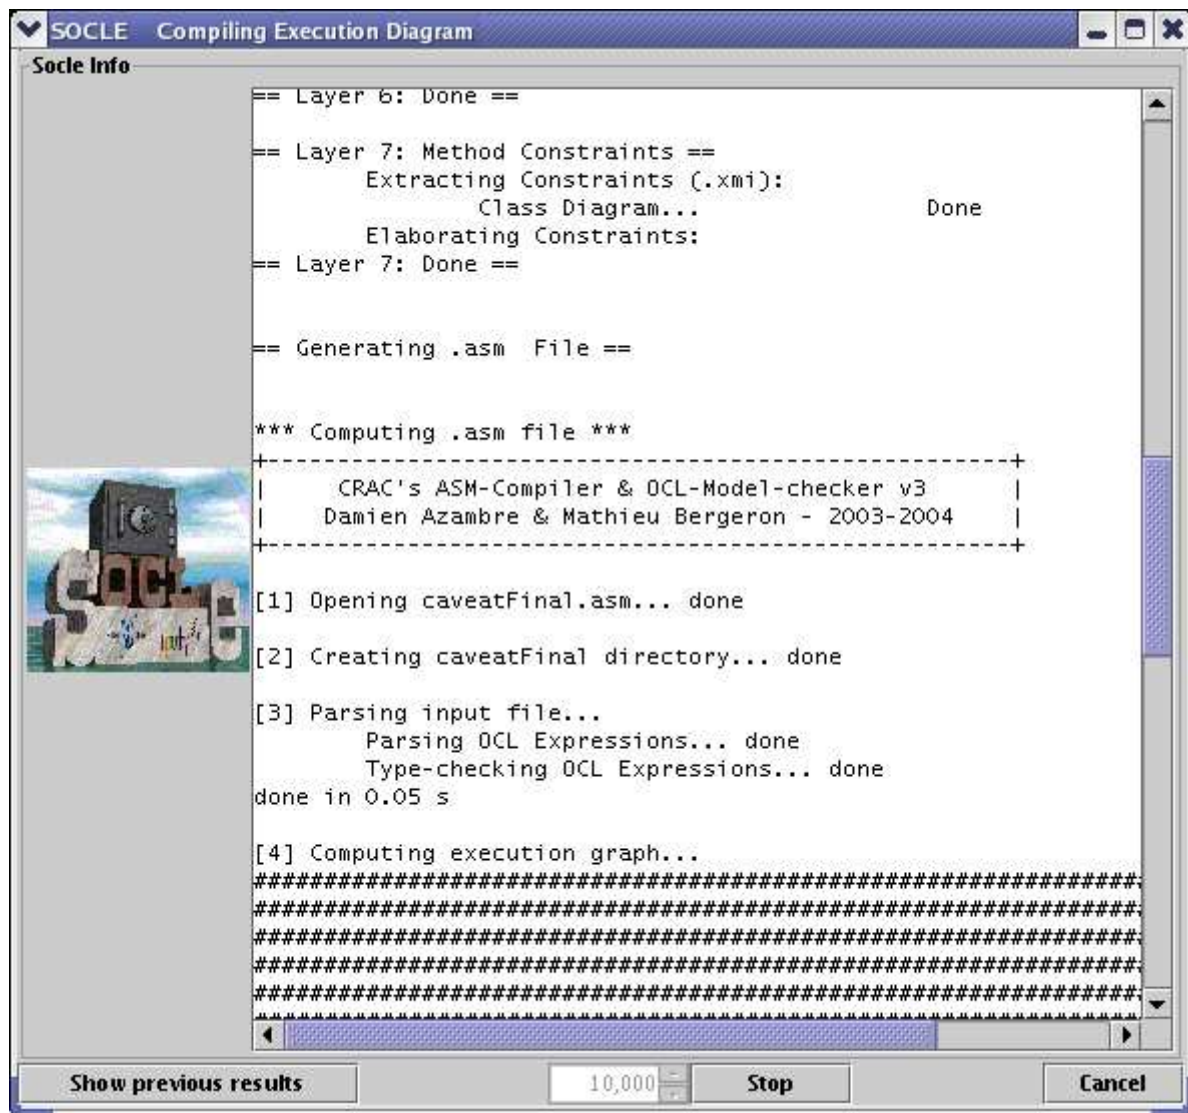 SOCLE Compiling Execution Diagram
Socle Info
== Layer 6: Done ==
== Layer 7: Method Constraints ==
Extracting Constraints (.xmi):
Class Diagram... Done
Elaborating Constraints:
== Layer 7: Done ==
== Generating .asm File ==
*** Computing .asm file ***
+-----------------------------------------------------+
| CRAC's ASM-Compiler & OCL-Model-checker v3 |
| Damien Azambre & Mathieu Bergeron - 2003-2004 |
+-----------------------------------------------------+
SOCLe
[1] Opening caveatFinal.asm... done
[2] Creating caveatFinal directory... done
[3] Parsing input file...
Parsing OCL Expressions... done
Type-checking OCL Expressions... done
done in 0.05 s
[4] Computing execution graph...
###############################################################
###############################################################
###############################################################
###############################################################
###############################################################
###############################################################
Show previous results
10,000
Stop
Cancel